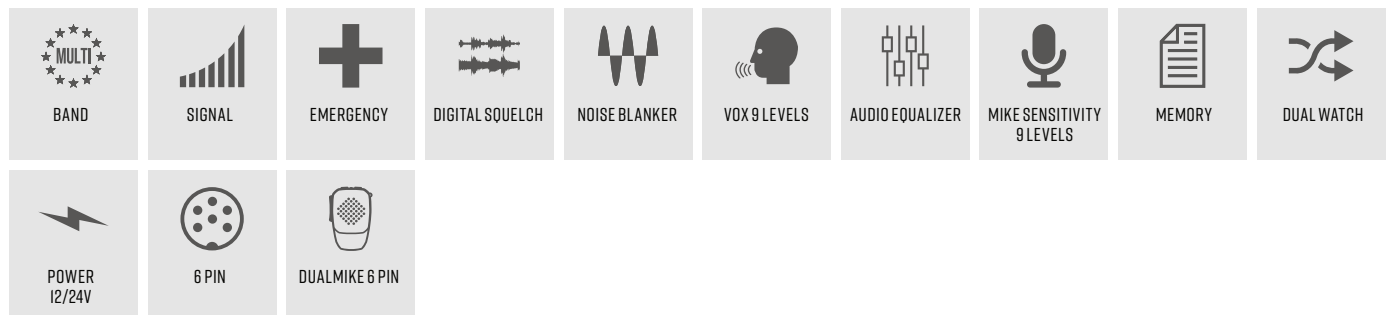 MULTI
BAND
SIGNAL
EMERGENCY
DIGITAL SQUELCH
NOISE BLANKER
VOX 9 LEVELS
AUDIO EQUALIZER
MIKE SENSITIVITY
9 LEVELS
MEMORY
DUAL WATCH
POWER
12/24V
6 PIN
DUALMIKE 6 PIN